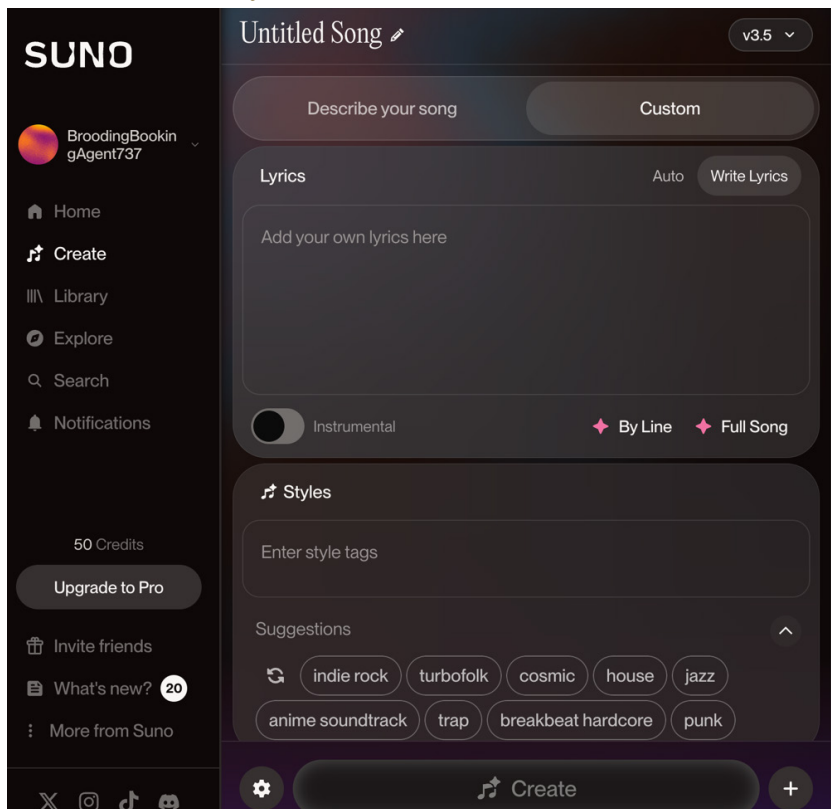 SUNO
BroodingBookin
gAgent737
Home
Create
Library
Explore
Search
Notifications
50 Credits
Upgrade to Pro
Invite friends
What's new? 20
More from Suno
Untitled Song
v3.5
Describe your song
Custom
Lyrics
Auto
Write Lyrics
Add your own lyrics here
Instrumental
By Line
Full Song
Styles
Enter style tags
Suggestions
indie rock
turbofolk
cosmic
house
jazz
anime soundtrack
trap
breakbeat hardcore
punk
Create